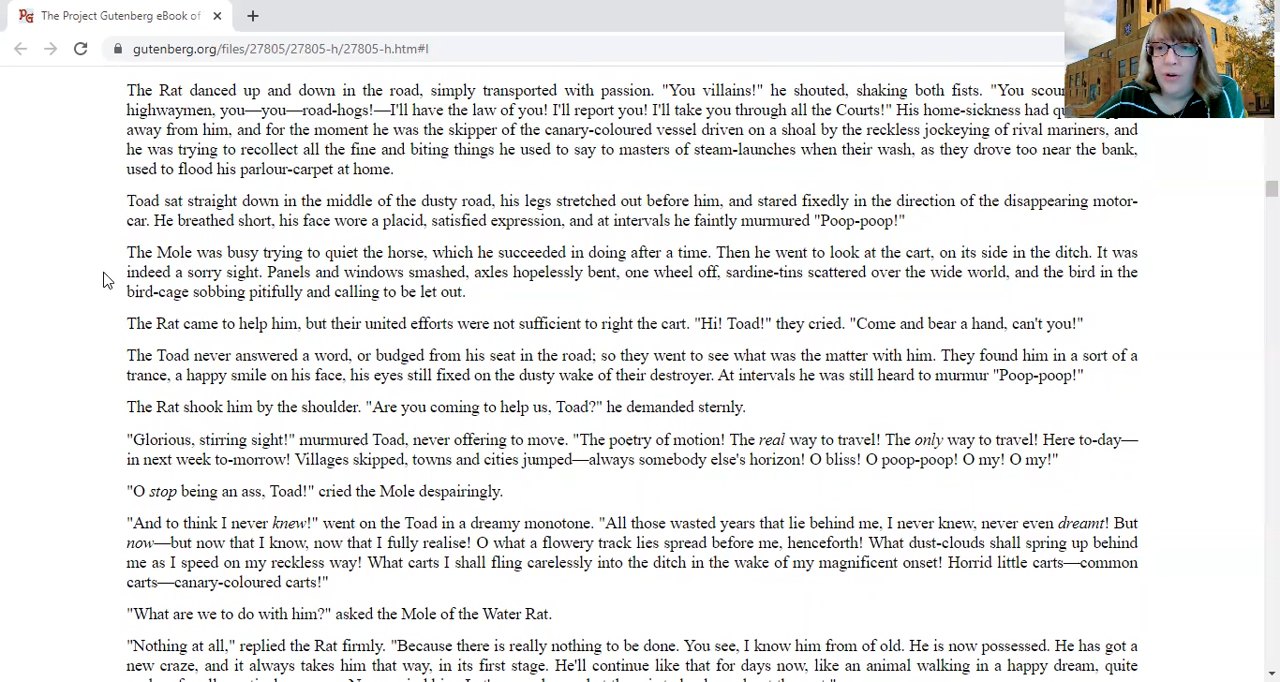 The Project Gutenberg eBook of
gutenberg.org/files/27805/27805-h/27805-h.htm#I
The Rat danced up and down in the road, simply transported with passion. "You villains!" he shouted, shaking both fists. "You scou
highwaymen, you—you—road-hogs!—I'll have the law of you! I'll report you! I'll take you through all the Courts!" His home-sickness had qu
away from him, and for the moment he was the skipper of the canary-coloured vessel driven on a shoal by the reckless jockeying of rival mariners, and
he was trying to recollect all the fine and biting things he used to say to masters of steam-launches when their wash, as they drove too near the bank,
used to flood his parlour-carpet at home.
Toad sat straight down in the middle of the dusty road, his legs stretched out before him, and stared fixedly in the direction of the disappearing motor-
car. He breathed short, his face wore a placid, satisfied expression, and at intervals he faintly murmured "Poop-poop!"
The Mole was busy trying to quiet the horse, which he succeeded in doing after a time. Then he went to look at the cart, on its side in the ditch. It was
indeed a sorry sight. Panels and windows smashed, axles hopelessly bent, one wheel off, sardine-tins scattered over the wide world, and the bird in the
bird-cage sobbing pitifully and calling to be let out.
The Rat came to help him, but their united efforts were not sufficient to right the cart. "Hi! Toad!" they cried. "Come and bear a hand, can't you!"
The Toad never answered a word, or budged from his seat in the road; so they went to see what was the matter with him. They found him in a sort of a
trance, a happy smile on his face, his eyes still fixed on the dusty wake of their destroyer. At intervals he was still heard to murmur "Poop-poop!"
The Rat shook him by the shoulder. "Are you coming to help us, Toad?" he demanded sternly.
"Glorious, stirring sight!" murmured Toad, never offering to move. "The poetry of motion! The real way to travel! The only way to travel! Here to-day—
in next week to-morrow! Villages skipped, towns and cities jumped—always somebody else's horizon! O bliss! O poop-poop! O my! O my!"
"O stop being an ass, Toad!" cried the Mole despairingly.
"And to think I never knew!" went on the Toad in a dreamy monotone. "All those wasted years that lie behind me, I never knew, never even dreamt! But
now—but now that I know, now that I fully realise! O what a flowery track lies spread before me, henceforth! What dust-clouds shall spring up behind
me as I speed on my reckless way! What carts I shall fling carelessly into the ditch in the wake of my magnificent onset! Horrid little carts—common
carts—canary-coloured carts!"
"What are we to do with him?" asked the Mole of the Water Rat.
"Nothing at all," replied the Rat firmly. "Because there is really nothing to be done. You see, I know him from of old. He is now possessed. He has got a
new craze, and it always takes him that way, in its first stage. He'll continue like that for days now, like an animal walking in a happy dream, quite